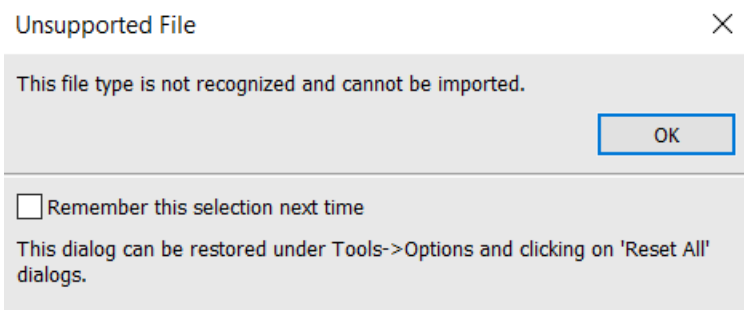 Unsupported File
This file type is not recognized and cannot be imported.
OK
Remember this selection next time
This dialog can be restored under Tools->Options and clicking on 'Reset All'
dialogs.